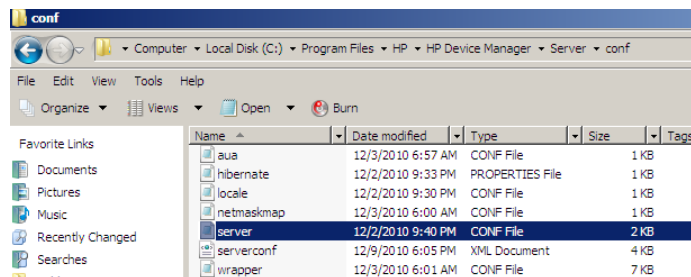 conf
Computer Local Disk (C:) Program Files HP HP Device Manager Server conf
File Edit View Tools Help
Organize Views Open Burn
Favorite Links
Documents
Pictures
Music
Recently Changed
Searches
Name Date modified Type Size Tags
aua 12/3/2010 6:57 AM CONF File 1 KB
hibernate 12/2/2010 9:33 PM PROPERTIES File 1 KB
locale 12/2/2010 9:30 PM CONF File 1 KB
netmaskmap 12/3/2010 6:00 AM CONF File 1 KB
server 12/2/2010 9:40 PM CONF File 2 KB
serverconf 12/9/2010 6:05 PM XML Document 4 KB
wrapper 12/3/2010 6:01 AM CONF File 7 KB